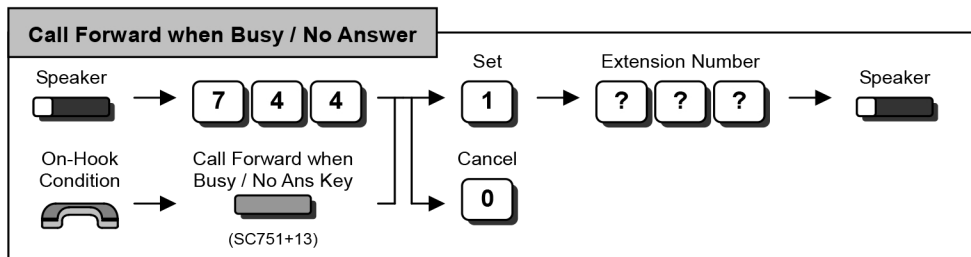 Call Forward when Busy / No Answer
Set
Extension Number
Speaker
Speaker
7 4 4
1
? ? ?
On-Hook
Condition
Call Forward when
Busy / No Ans Key
Cancel
0
(SC751+13)